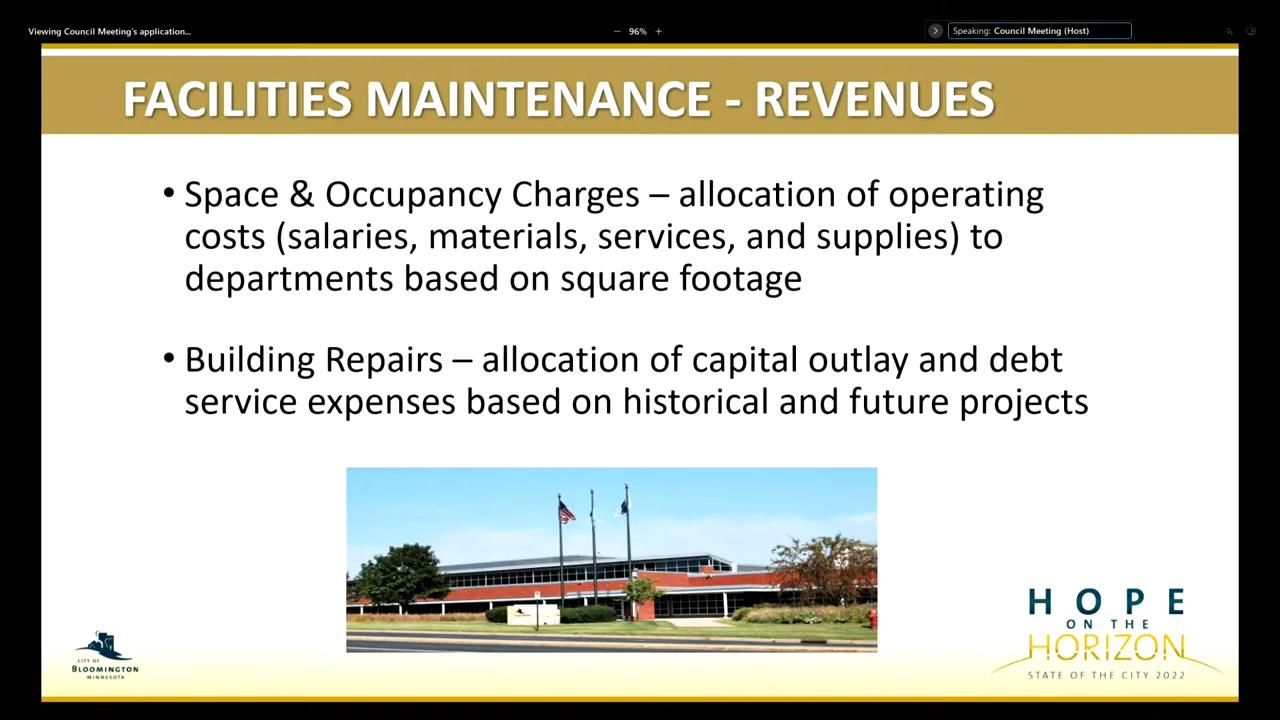 Viewing Council Meeting's application...
− 96% +
Speaking: Council Meeting (Host)
FACILITIES MAINTENANCE - REVENUES
• Space & Occupancy Charges – allocation of operating
costs (salaries, materials, services, and supplies) to
departments based on square footage
• Building Repairs – allocation of capital outlay and debt
service expenses based on historical and future projects
CITY OF
BLOOMINGTON
MINNESOTA
HOPE
ON THE
HORIZON
STATE OF THE CITY 2022